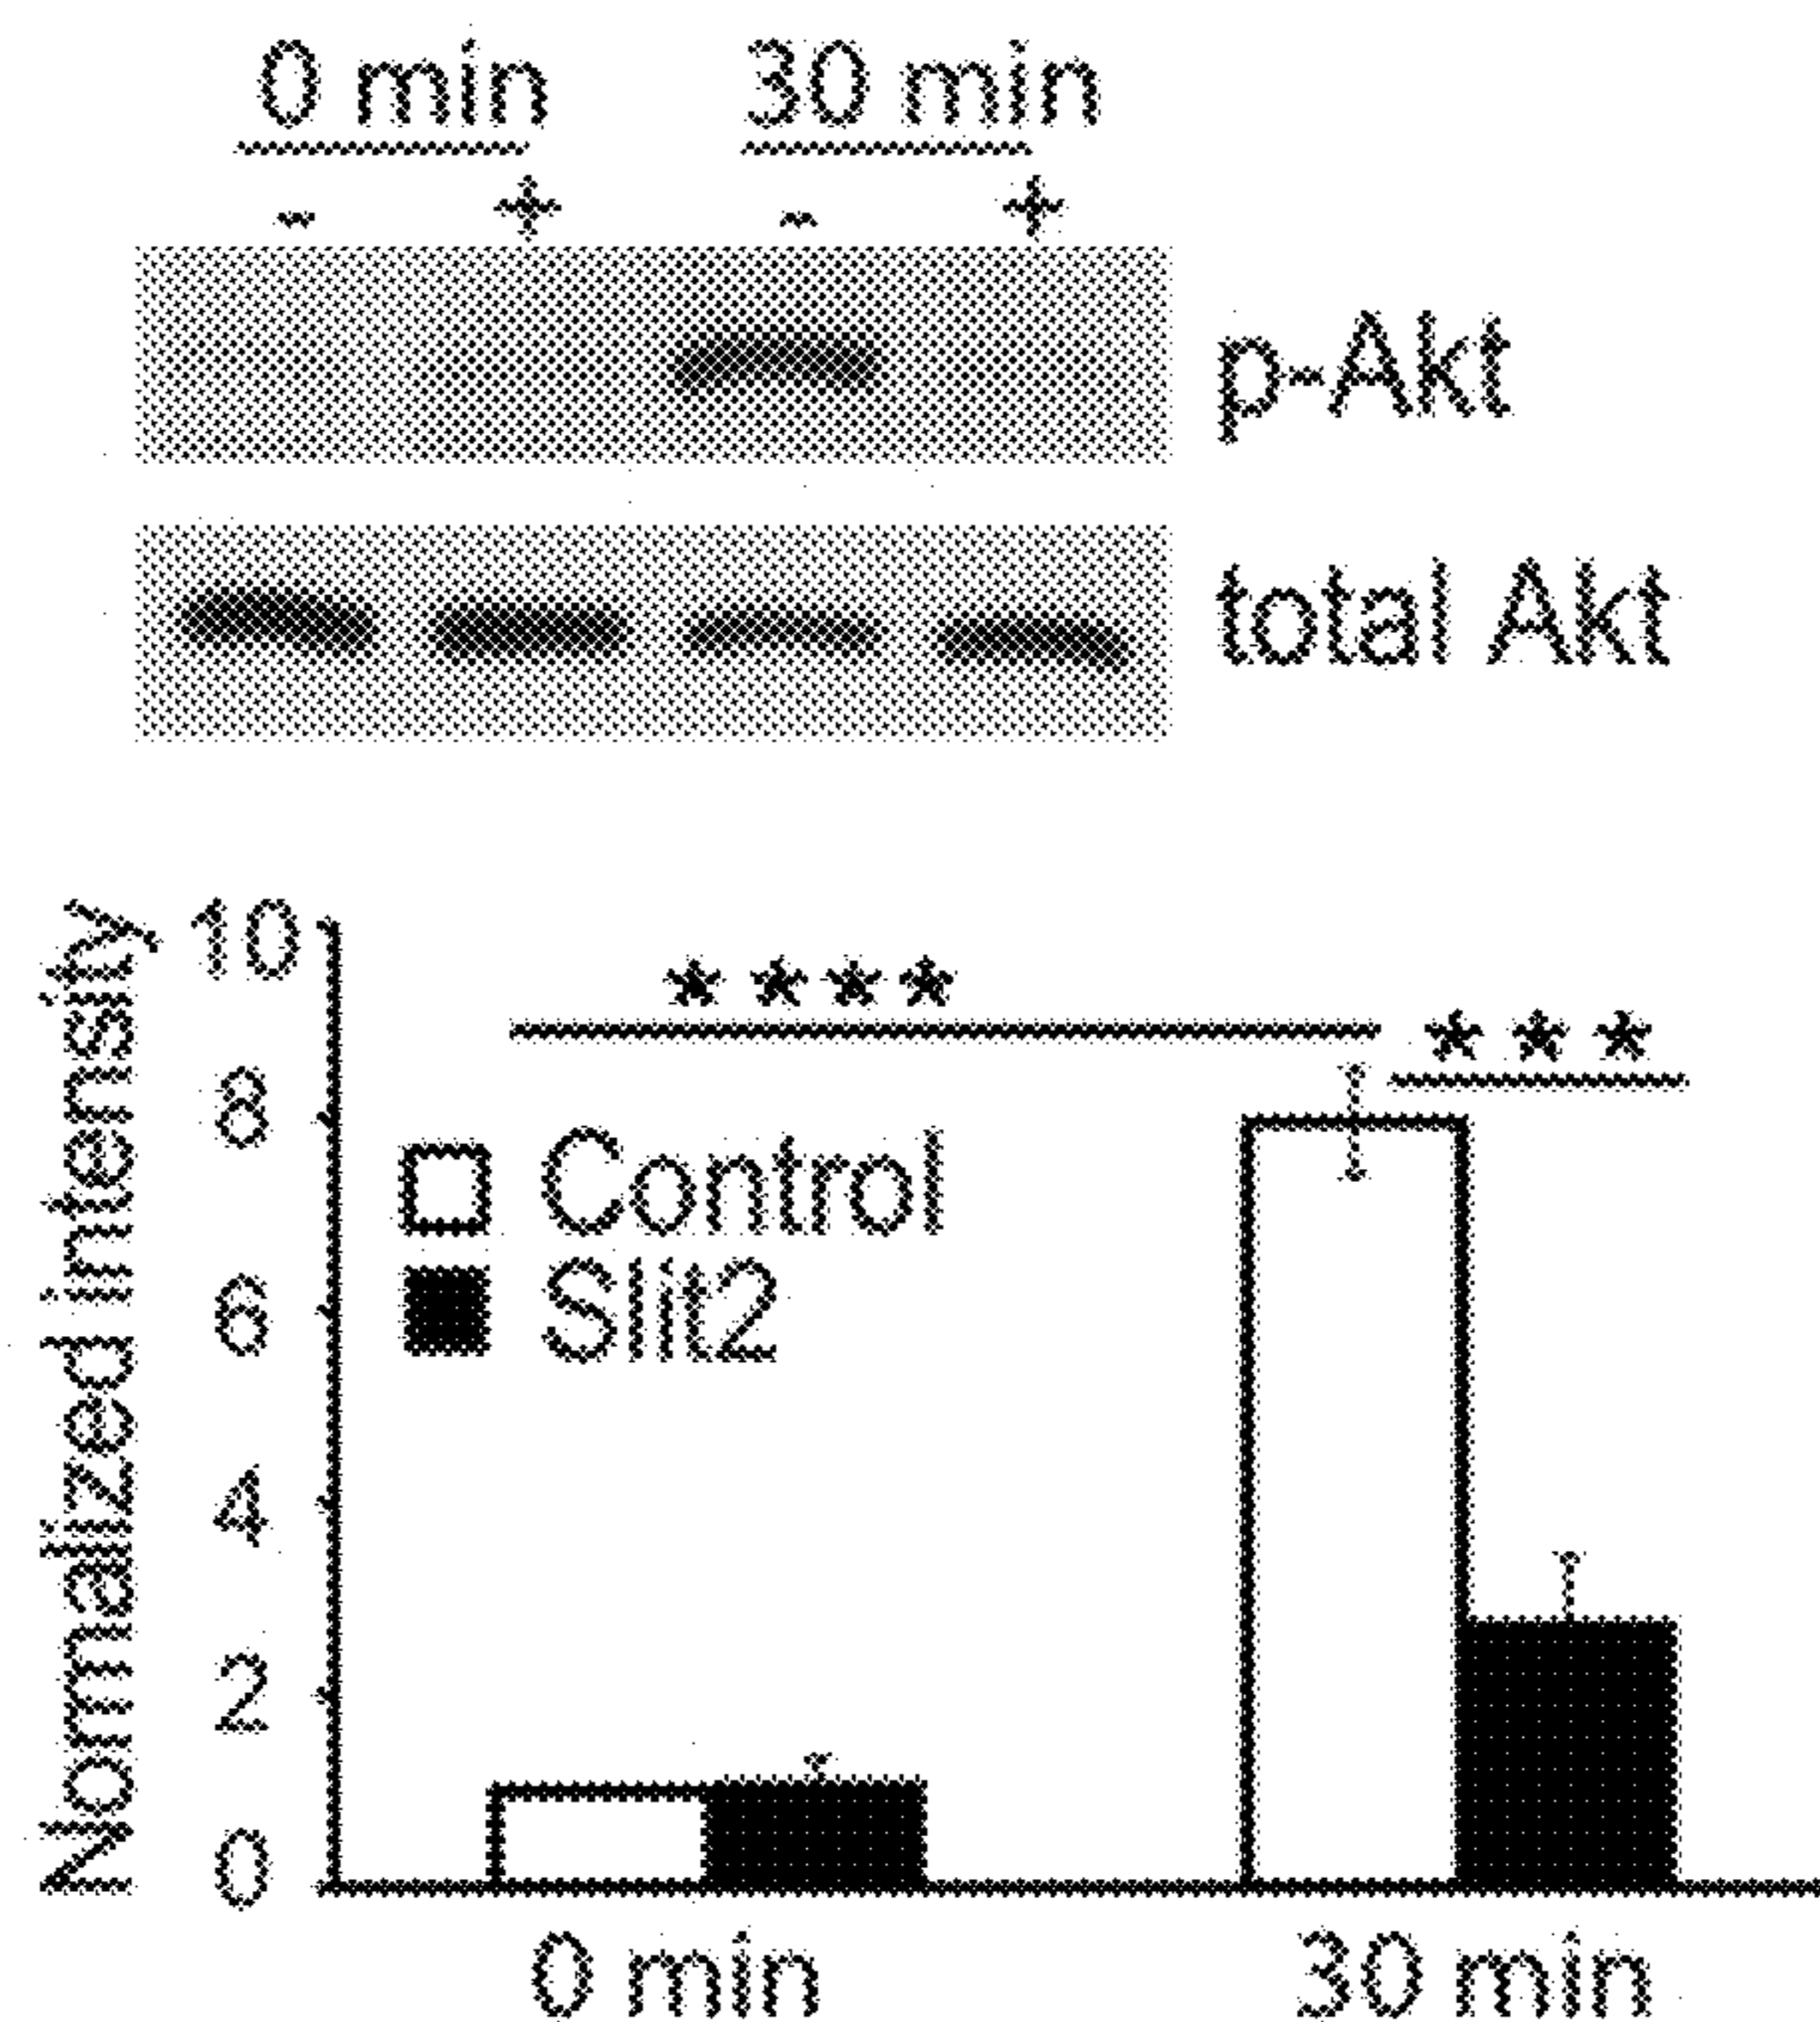 0 min 30 min
- + - +
p-Akt
total Akt
Normalized intensity
10
8
6
4
2
0
****
***
Control
Slit2
0 min 30 min